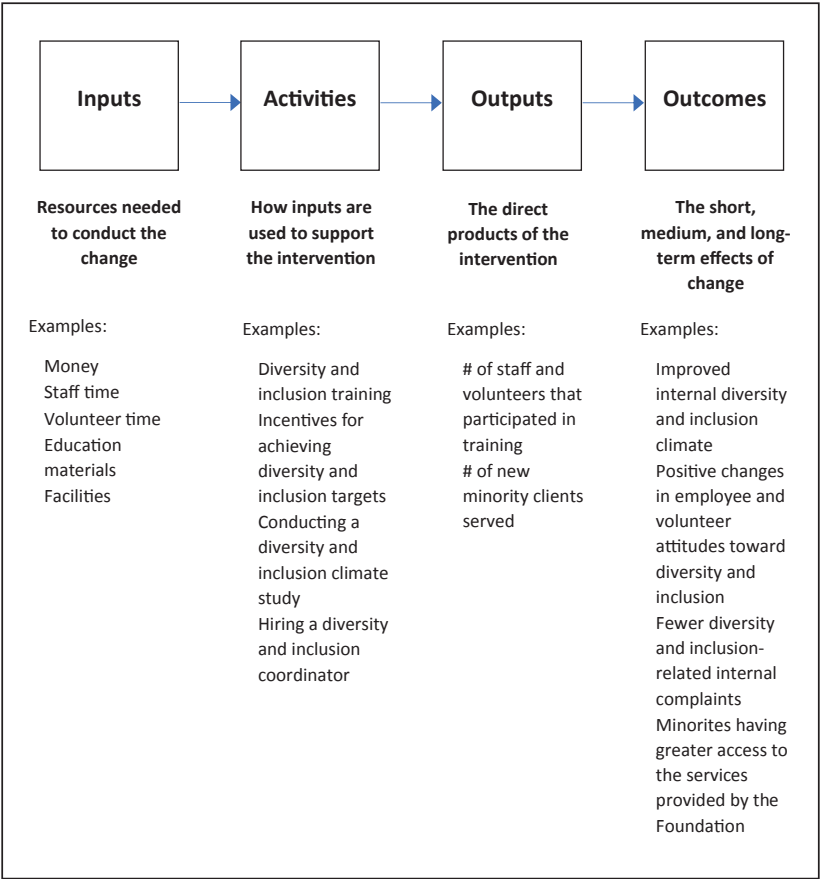 Inputs
Activities
Outputs
Outcomes
Resources needed
to conduct the
change
How inputs are
used to support
the intervention
The direct
products of the
intervention
The short,
medium, and long-
term effects of
change
Examples:
Money
Staff time
Volunteer time
Education
materials
Facilities
Examples:
Diversity and
inclusion training
Incentives for
achieving
diversity and
inclusion targets
Conducting a
diversity and
inclusion climate
study
Hiring a diversity
and inclusion
coordinator
Examples:
# of staff and
volunteers that
participated in
training
# of new
minority clients
served
Examples:
Improved
internal diversity
and inclusion
climate
Positive changes
in employee and
volunteer
attitudes toward
diversity and
inclusion
Fewer diversity
and inclusion-
related internal
complaints
Minorites having
greater access to
the services
provided by the
Foundation